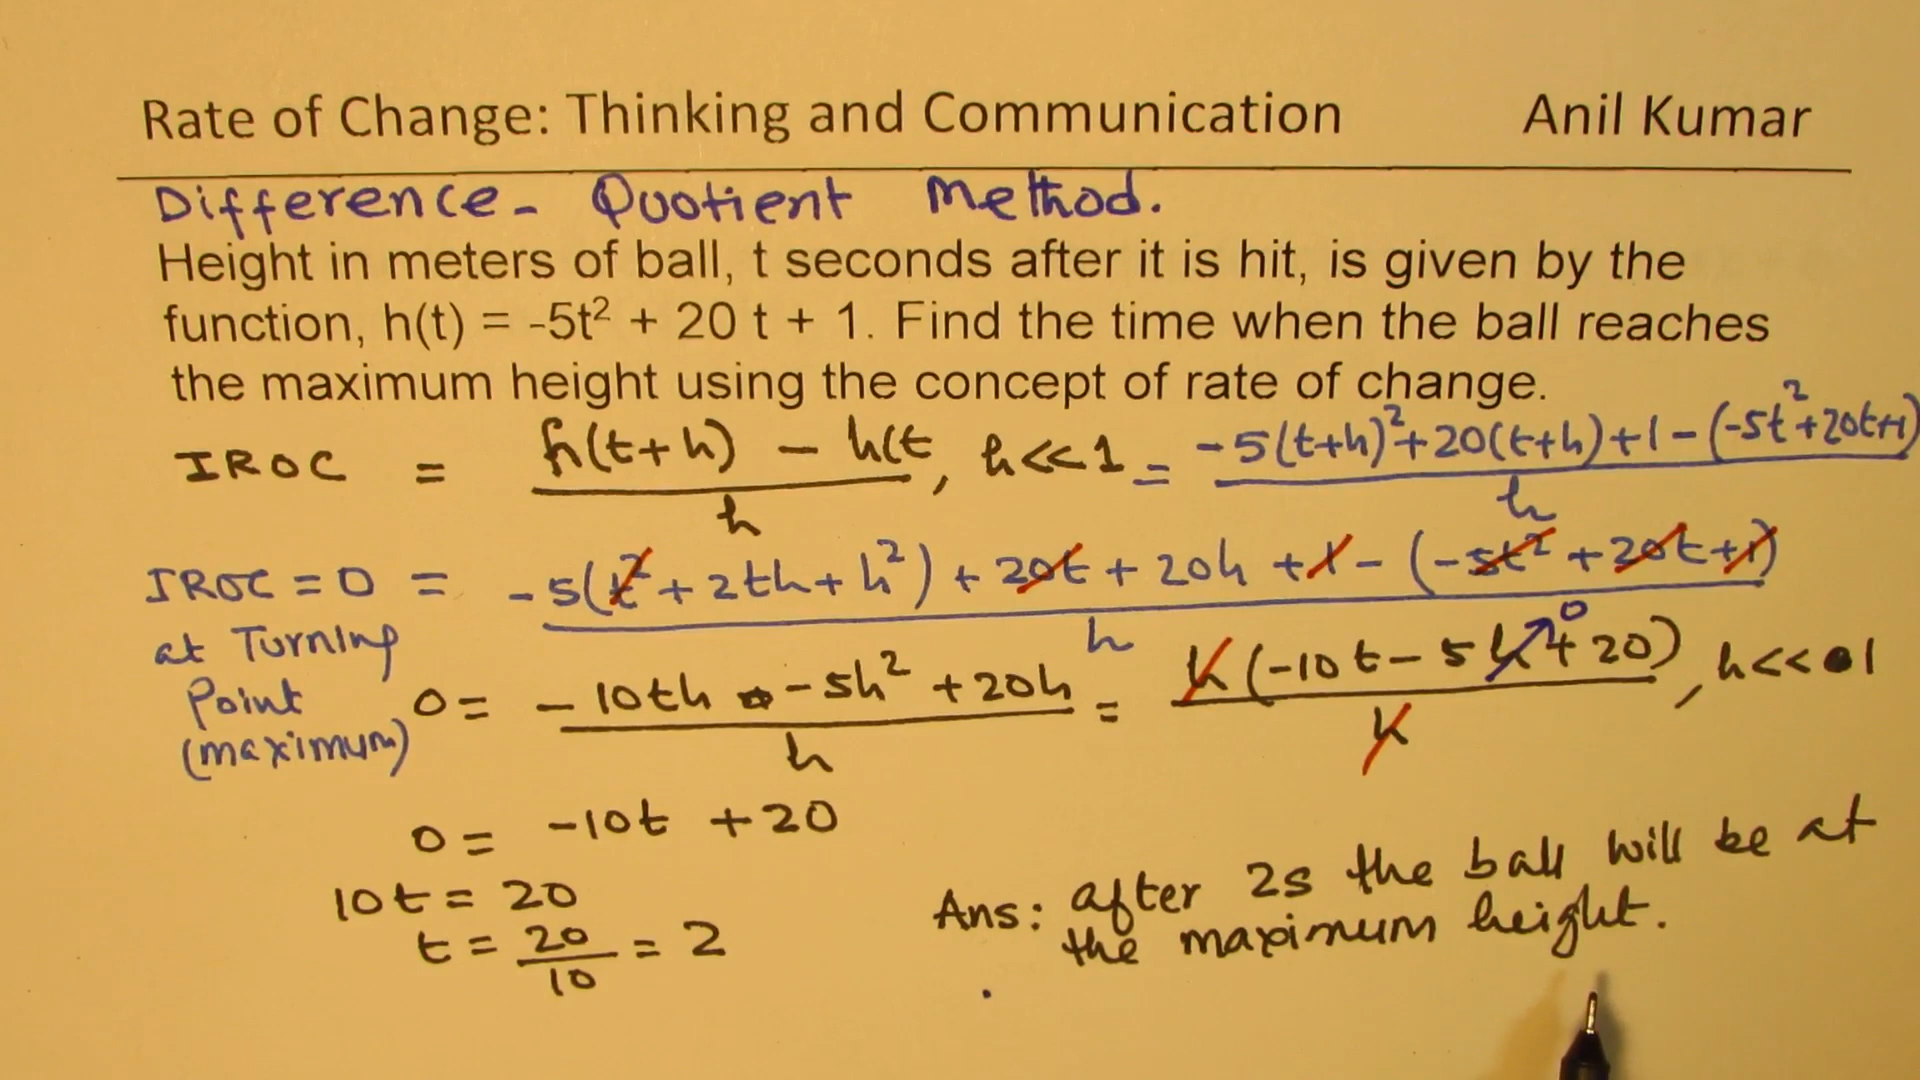 Rate of Change: Thinking and Communication Anil Kumar
Difference - Quotient Method.
Height in meters of ball, t seconds after it is hit, is given by the
function, h(t) = -5t² + 20 t + 1. Find the time when the ball reaches
the maximum height using the concept of rate of change.
IROC = h(t+h) - h(t / h , h<<1 = -5(t+h)²+20(t+h)+1-(-5t²+20t+1) / h
IROC = 0 = -5(t²+2th+h²)+20t+20h+1-(-5t²+20t+1) / h
at Turning
Point
(maximum)
0 = -10th -5h²+20h / h = h(-10t-5h+20) / h , h<<1
0
0 = -10t +20
10t = 20
t = 20/10 = 2
Ans: after 2s the ball will be at
the maximum height.